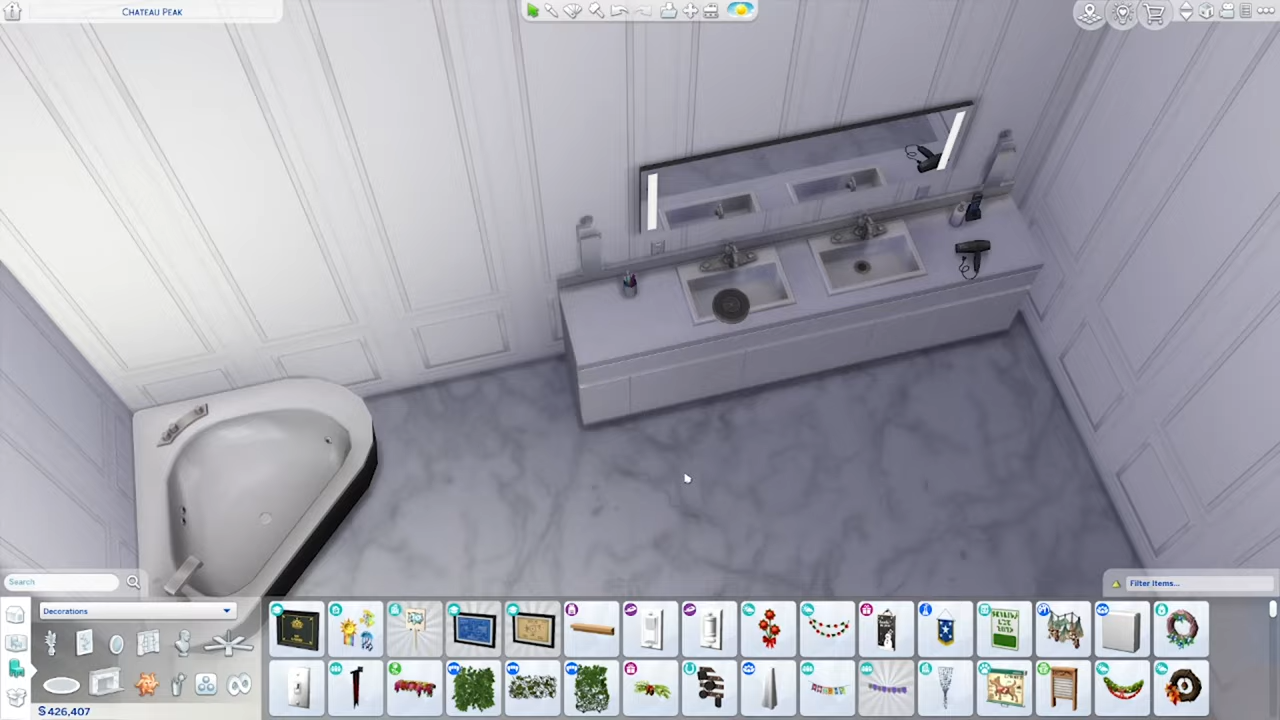 CHATEAU PEAK
Search
Filter Items...
Decorations
$426,407